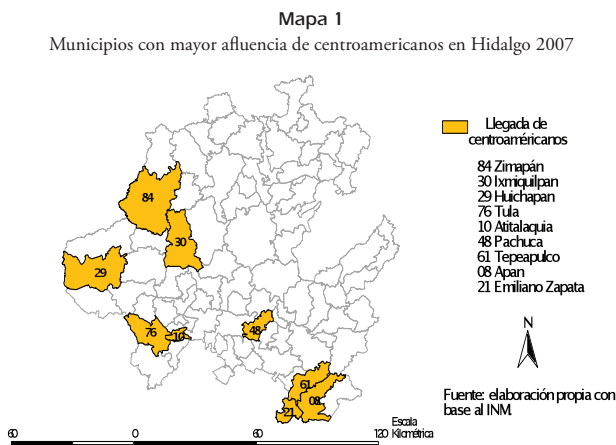 Mapa 1
Municipios con mayor afluencia de centroamericanos en Hidalgo 2007
Llegada de
centroaméricanos
84 Zimapán
30 Ixmiquilpan
29 Huichapan
76 Tula
10 Atitalaquia
48 Pachuca
61 Tepeapulco
08 Apan
21 Emiliano Zapata
84
30
29
76
10
48
61
08
21
N
Fuente: elaboración propia con
base al INM.
60 0 60 120
Escala
Kilométrica